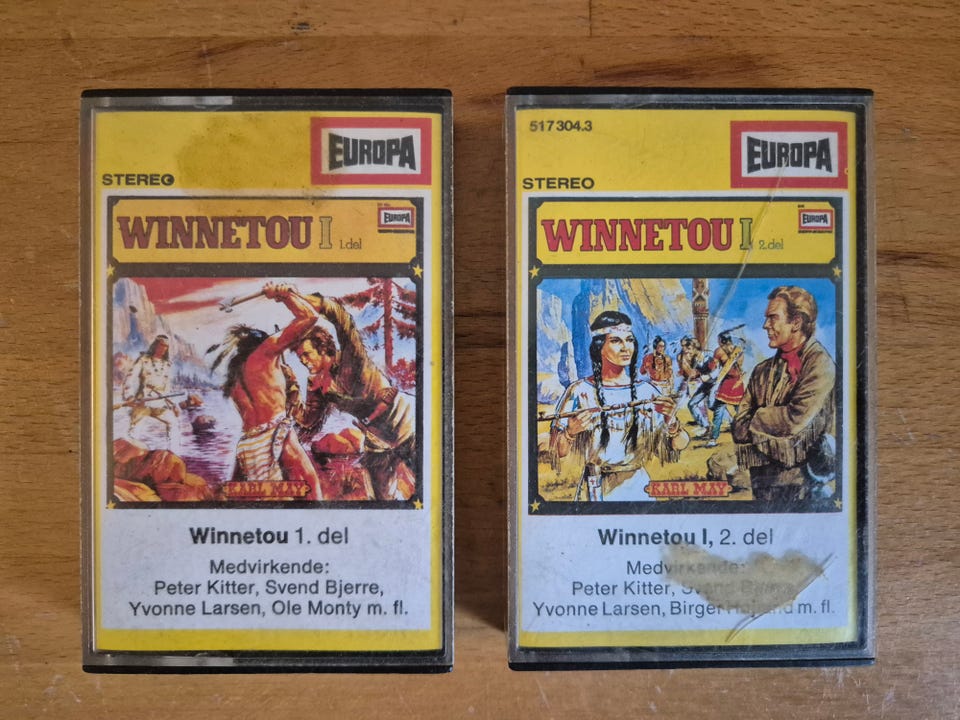 EUROPA
STEREO
WINNETOU I 1.del
EUROPA
KARL MAY
Winnetou 1. del
Medvirkende:
Peter Kitter, Svend Bjerre,
Yvonne Larsen, Ole Monty m. fl.
517 304.3
EUROPA
STEREO
WINNETOU I 2.del
EUROPA
KARL MAY
Winnetou I, 2. del
Medvirkende:
Peter Kitter, Svend Bjerre,
Yvonne Larsen, Birger m. fl.